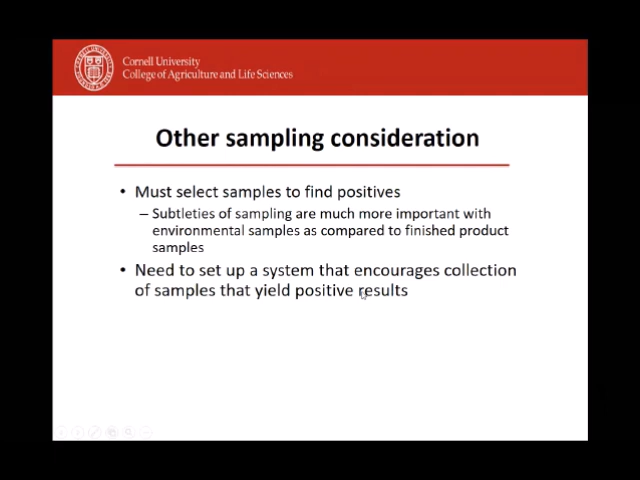 Cornell University
College of Agriculture and Life Sciences
Other sampling consideration
• Must select samples to find positives
– Subtleties of sampling are much more important with
environmental samples as compared to finished product
samples
• Need to set up a system that encourages collection
of samples that yield positive results